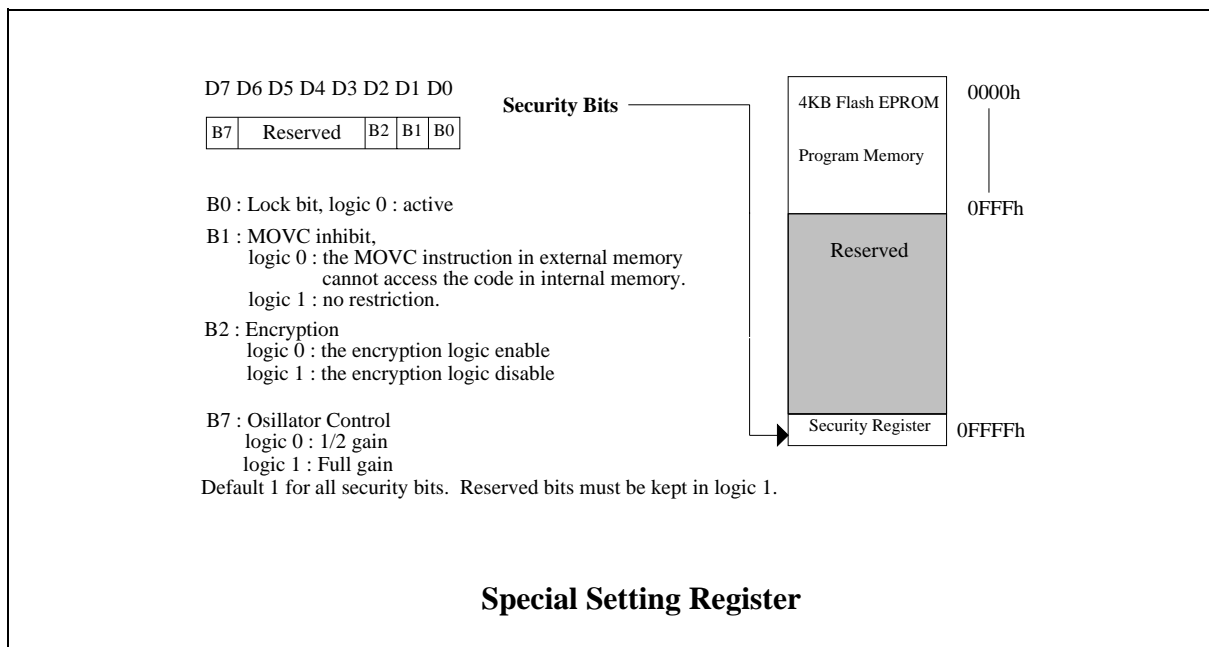 D7 D6 D5 D4 D3 D2 D1 D0
B7 Reserved B2 B1 B0
Security Bits
4KB Flash EPROM
Program Memory
0000h
0FFFh
Reserved
Security Register
0FFFFh
B0 : Lock bit, logic 0 : active
B1 : MOVC inhibit,
logic 0 : the MOVC instruction in external memory
cannot access the code in internal memory.
logic 1 : no restriction.
B2 : Encryption
logic 0 : the encryption logic enable
logic 1 : the encryption logic disable
B7 : Osillator Control
logic 0 : 1/2 gain
logic 1 : Full gain
Default 1 for all security bits. Reserved bits must be kept in logic 1.
Special Setting Register